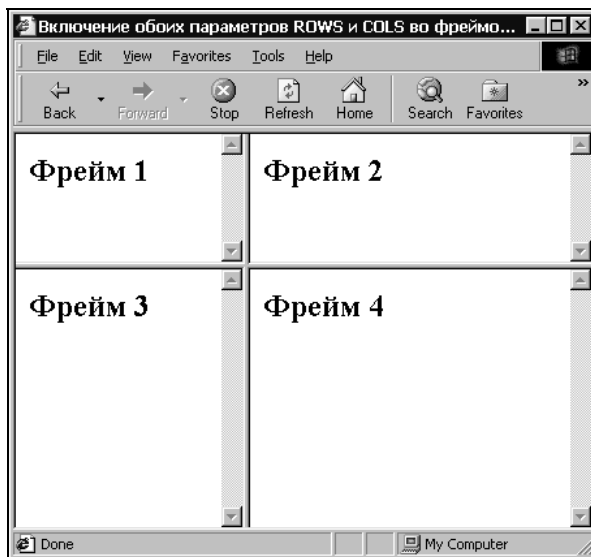 Включение обоих параметров ROWS и COLS во фреймо...
File Edit View Favorites Tools Help
Back Forward Stop Refresh Home Search Favorites »
Фрейм 1 Фрейм 2
Фрейм 3 Фрейм 4
Done My Computer